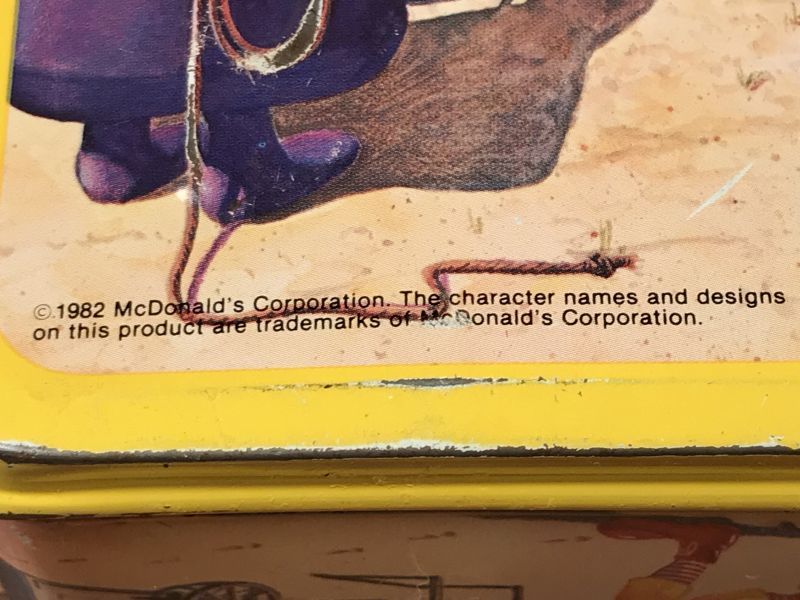 ©.1982 McDonald's Corporation. The character names and designs
on this product are trademarks of McDonald's Corporation.